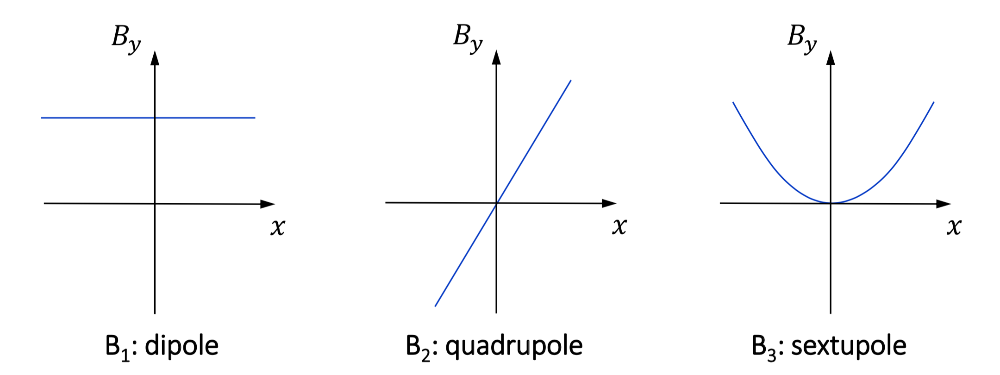 B_y
x
B_1: dipole
B_y
x
B_2: quadrupole
B_y
x
B_3: sextupole